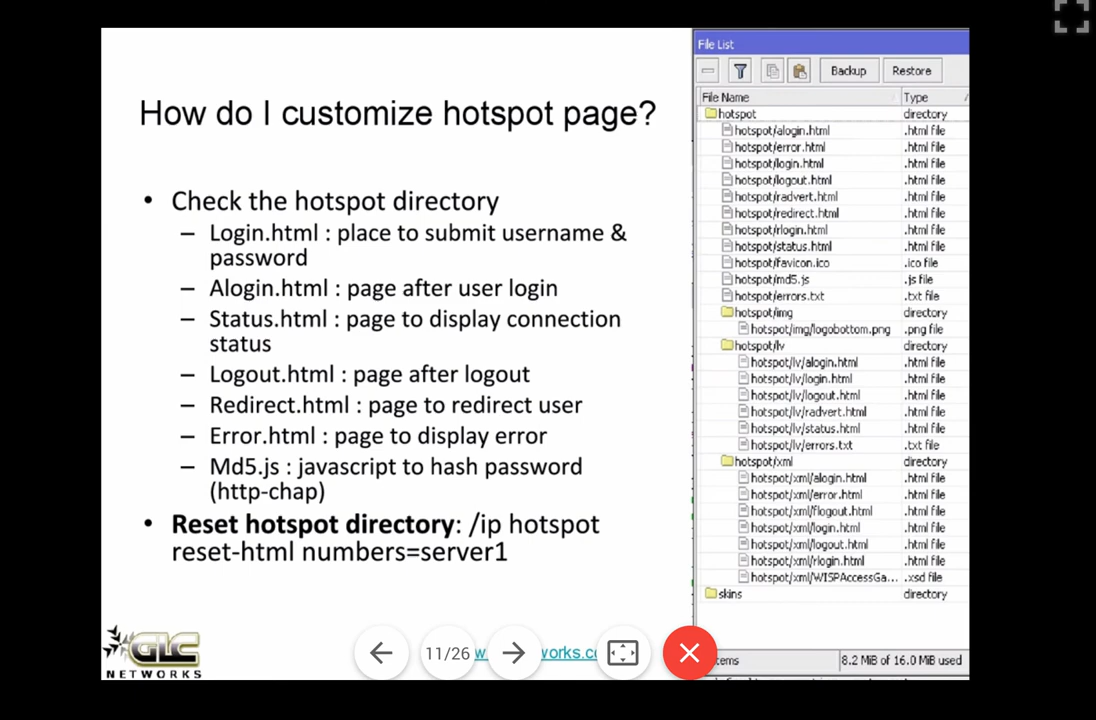 How do I customize hotspot page?
• Check the hotspot directory
– Login.html : place to submit username &
password
– Alogin.html : page after user login
– Status.html : page to display connection
status
– Logout.html : page after logout
– Redirect.html : page to redirect user
– Error.html : page to display error
– Md5.js : javascript to hash password
(http-chap)
• Reset hotspot directory: /ip hotspot
reset-html numbers=server1
GLC
NETWORKS
11/26
File List
Backup Restore
File Name Type
hotspot directory
hotspot/alogin.html .html file
hotspot/error.html .html file
hotspot/login.html .html file
hotspot/logout.html .html file
hotspot/radvert.html .html file
hotspot/redirect.html .html file
hotspot/rlogin.html .html file
hotspot/status.html .html file
hotspot/favicon.ico .ico file
hotspot/md5.js .js file
hotspot/errors.txt .txt file
hotspot/img directory
hotspot/img/logobottom.png .png file
hotspot/lv directory
hotspot/lv/alogin.html .html file
hotspot/lv/login.html .html file
hotspot/lv/logout.html .html file
hotspot/lv/radvert.html .html file
hotspot/lv/status.html .html file
hotspot/lv/errors.txt .txt file
hotspot/xml directory
hotspot/xml/alogin.html .html file
hotspot/xml/error.html .html file
hotspot/xml/flogout.html .html file
hotspot/xml/login.html .html file
hotspot/xml/logout.html .html file
hotspot/xml/rlogin.html .html file
hotspot/xml/WISPAccessGa... .xsd file
skins directory
8.2 MiB of 16.0 MiB used